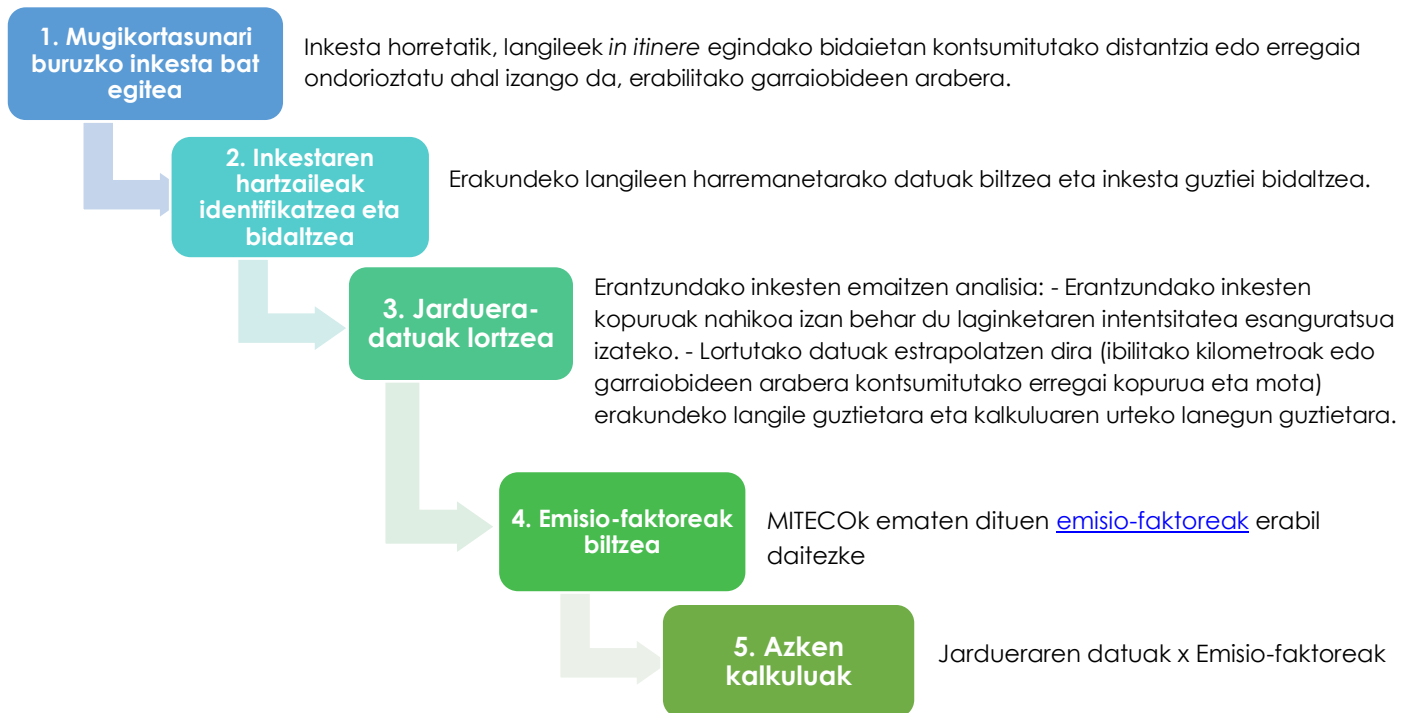 1. Mugikortasunari
buruzko inkesta bat
egitea
Inkesta horretatik, langileek in itinere egindako bidaietan kontsumitutako distantzia edo erregaia
ondorioztatu ahal izango da, erabilitako garraiobideen arabera.
2. Inkestaren
hartzaileak
identifikatzea eta
bidaltzea
Erakundeko langileen harremanetarako datuak biltzea eta inkesta guztiei bidaltzea.
3. Jarduera-
datuak lortzea
Erantzundako inkesten emaitzen analisia: - Erantzundako inkesten
kopuruak nahikoa izan behar du laginketaren intentsitatea esanguratsua
izateko. - Lortutako datuak estrapolatzen dira (ibilitako kilometroak edo
garraiobideen arabera kontsumitutako erregai kopurua eta mota)
erakundeko langile guztietara eta kalkuluaren urteko lanegun guztietara.
4. Emisio-faktoreak
biltzea
MITECOk ematen dituen emisio-faktoreak erabil
daitezke
5. Azken
kalkuluak
Jardueraren datuak x Emisio-faktoreak